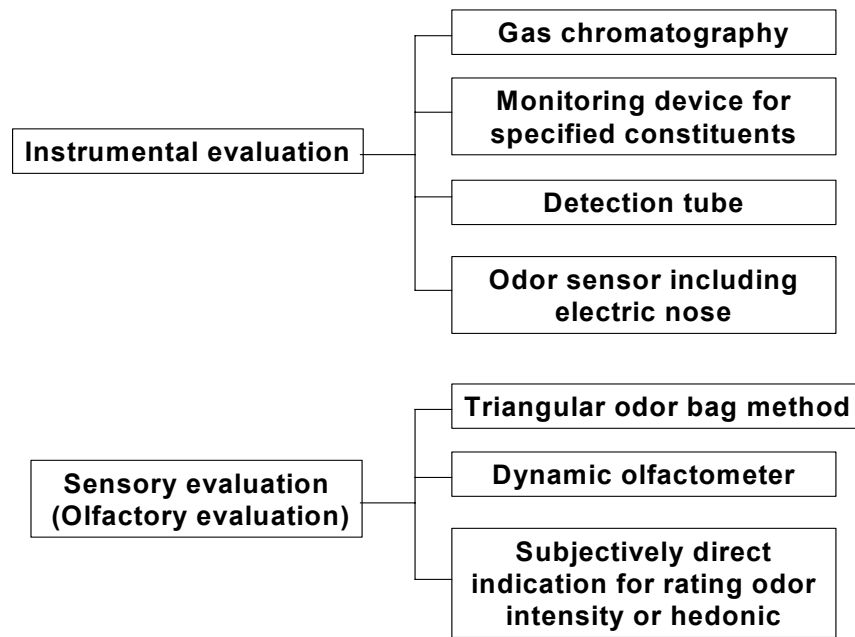 Gas chromatography
Monitoring device for
specified constituents
Instrumental evaluation
Detection tube
Odor sensor including
electric nose
Triangular odor bag method
Dynamic olfactometer
Sensory evaluation
(Olfactory evaluation)
Subjectively direct
indication for rating odor
intensity or hedonic